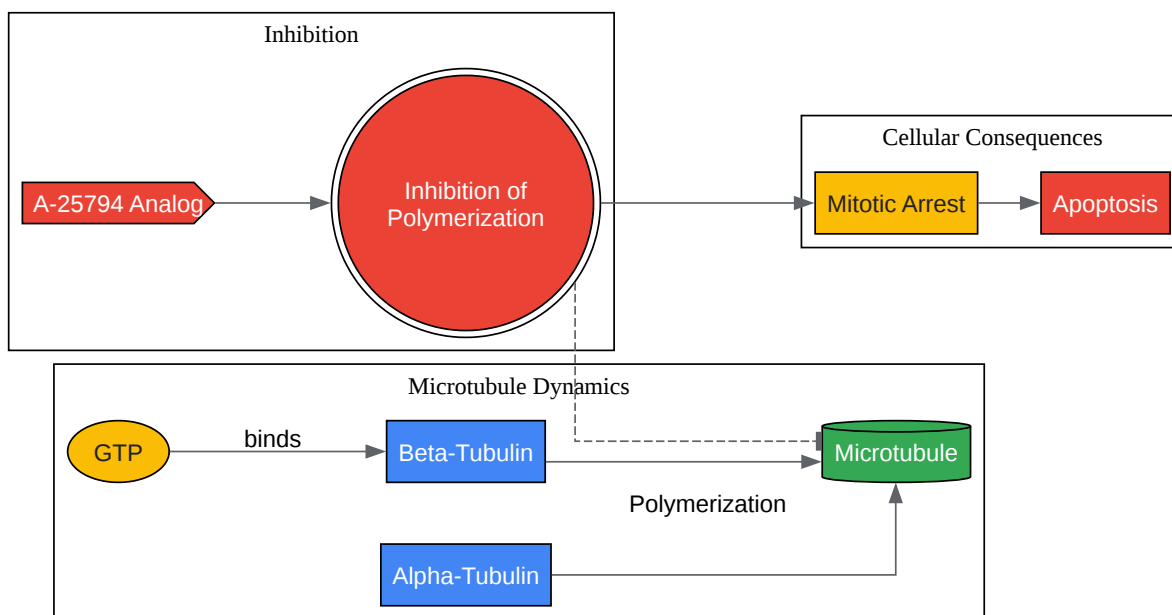 Inhibition
A-25794 Analog
Inhibition of
Polymerization
Cellular Consequences
Mitotic Arrest
Apoptosis
Microtubule Dynamics
GTP
binds
Beta-Tubulin
Microtubule
Polymerization
Alpha-Tubulin